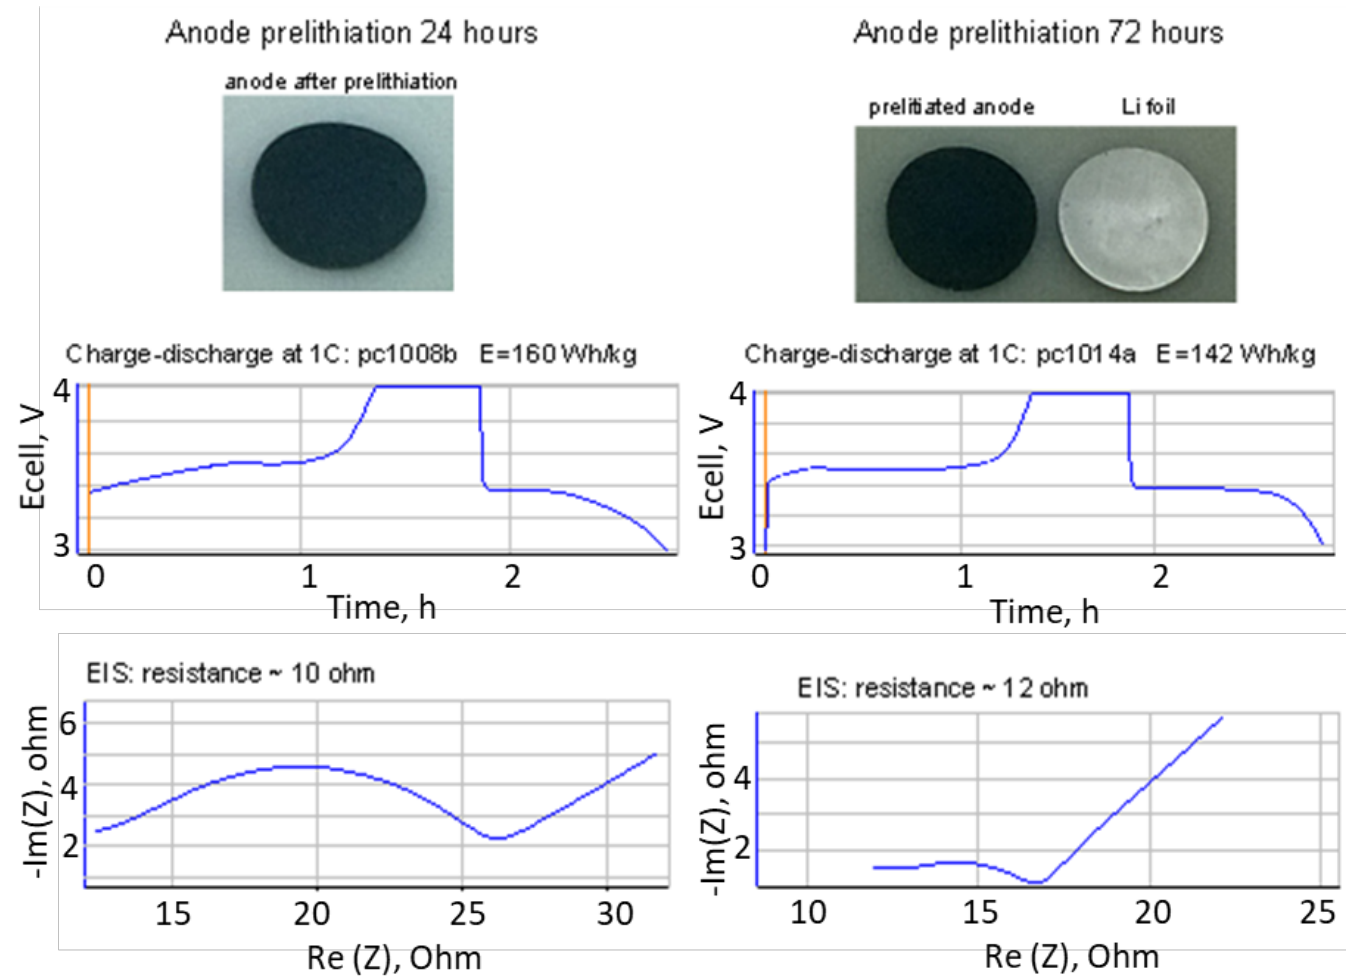 Anode prelithiation 24 hours
anode after prelithiation
Charge-discharge at 1C: pc1008b E=160 Wh/kg
Ecell, V
4
3
0
1
2
Time, h
EIS: resistance ~ 10 ohm
-Im(Z), ohm
6
4
2
15
20
25
30
Re (Z), Ohm
Anode prelithiation 72 hours
prelitiated anode
Li foil
Charge-discharge at 1C: pc1014a E=142 Wh/kg
Ecell, V
4
3
0
1
2
Time, h
EIS: resistance ~ 12 ohm
-Im(Z), ohm
4
2
10
15
20
25
Re (Z), Ohm